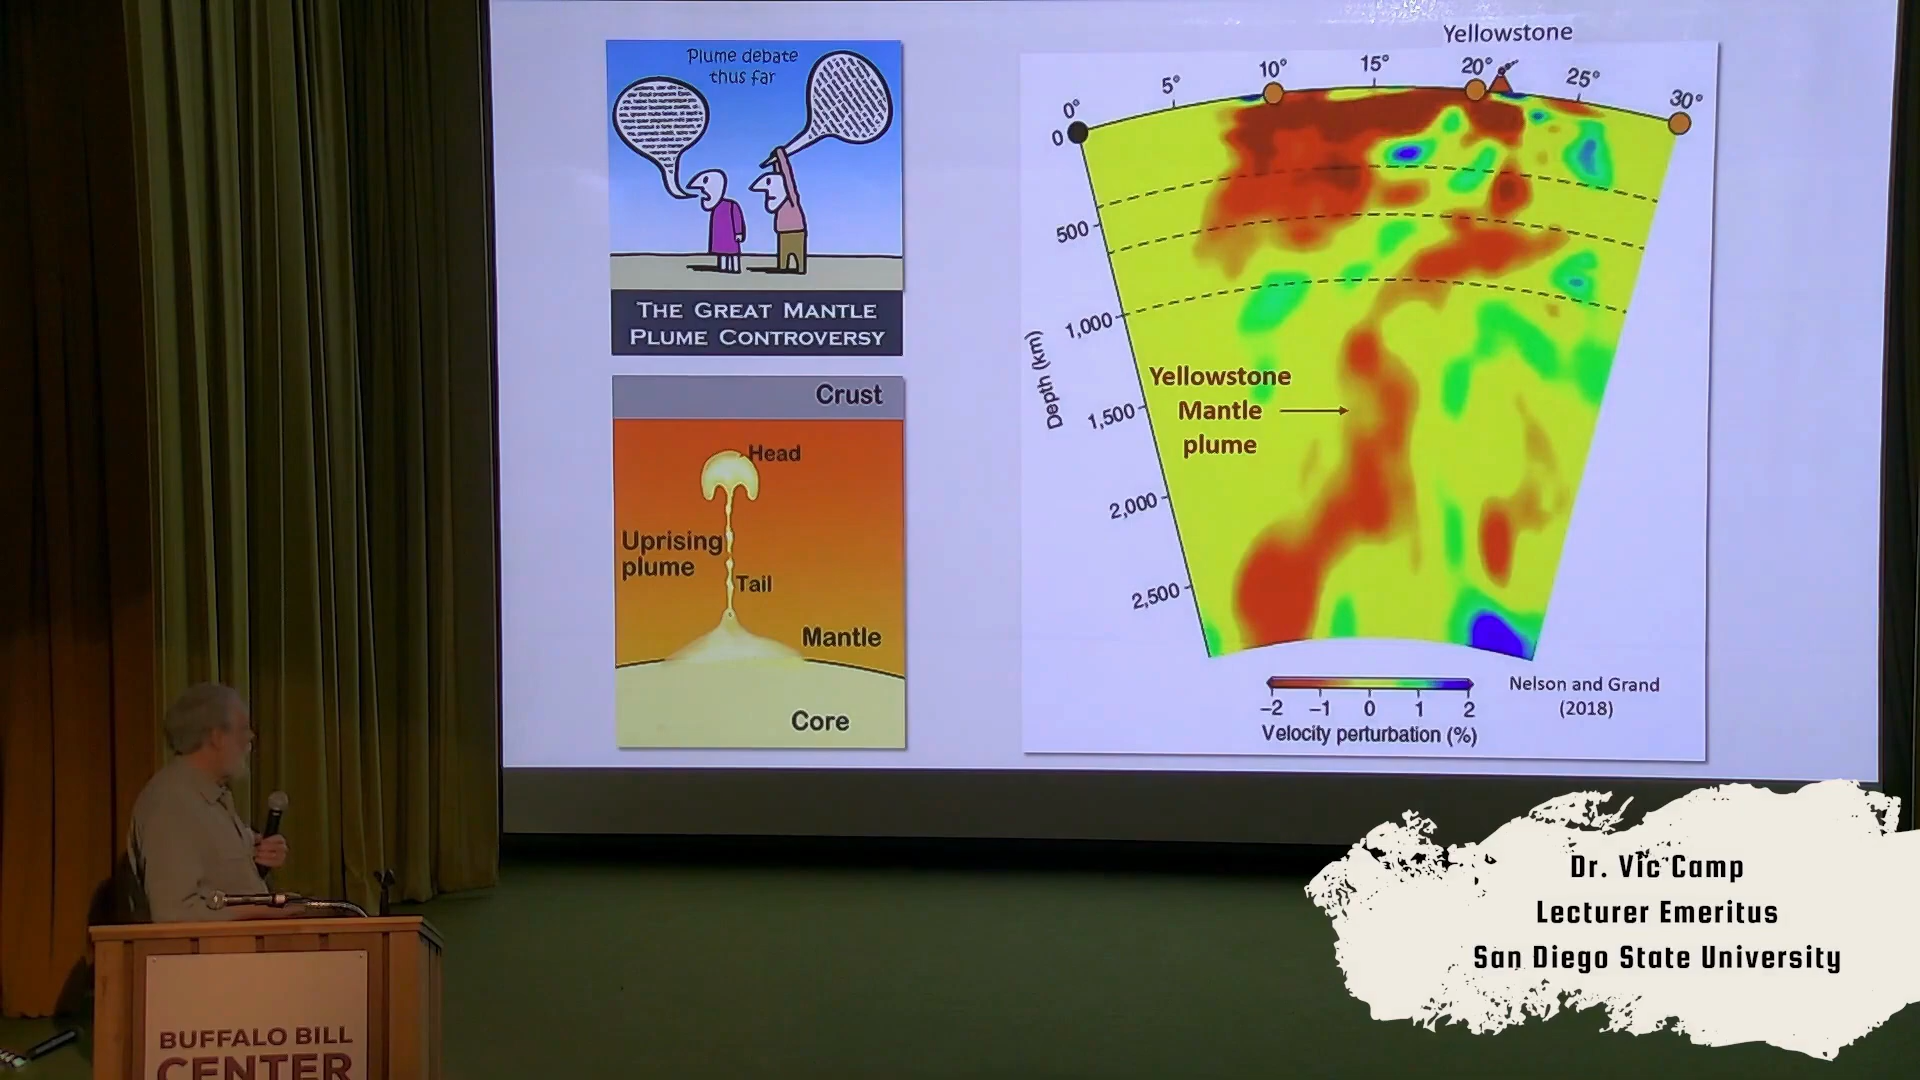 Plume debate
thus far
THE GREAT MANTLE
PLUME CONTROVERSY
Crust
Head
Uprising
plume
Tail
Mantle
Core
Yellowstone
0°
5°
10°
15°
20°
25°
30°
0
500
1,000
1,500
2,000
2,500
Depth (km)
Yellowstone
Mantle
plume
−2 −1 0 1 2
Velocity perturbation (%)
Nelson and Grand
(2018)
Dr. Vic Camp
Lecturer Emeritus
San Diego State University
BUFFALO BILL
CENTER